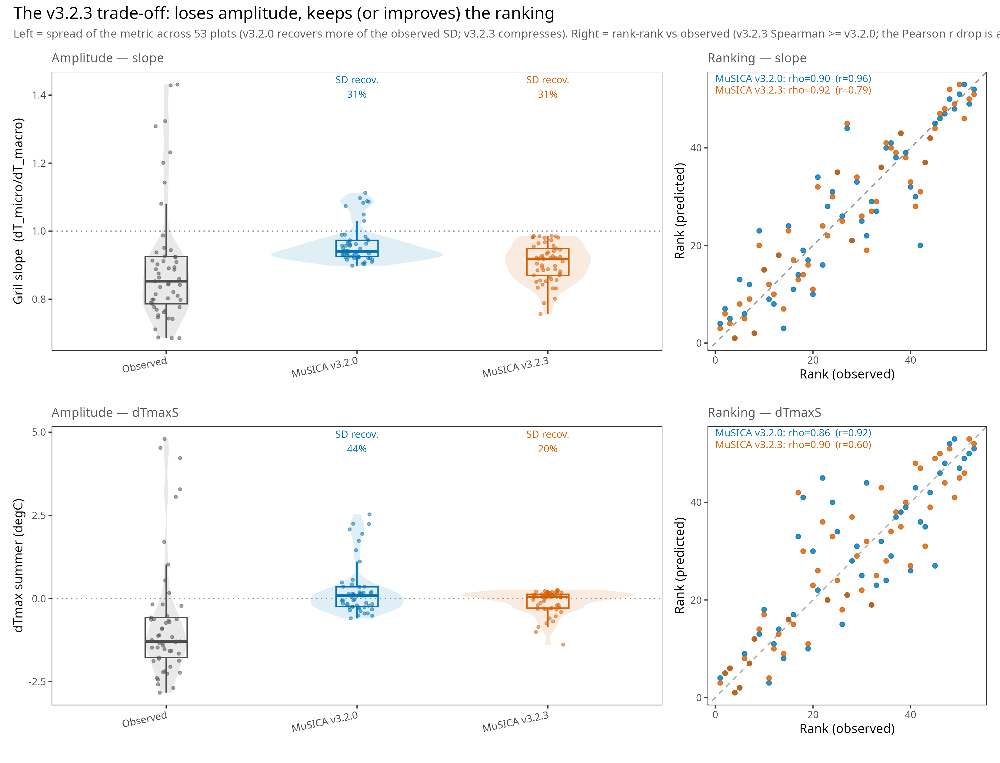 The v3.2.3 trade-off: loses amplitude, keeps (or improves) the ranking
Left = spread of the metric across 53 plots (v3.2.0 recovers more of the observed SD; v3.2.3 compresses). Right = rank-rank vs observed (v3.2.3 Spearman >= v3.2.0; the Pearson r drop is a
Amplitude — slope
Gril slope (dT_micro/dT_macro)
1.4
1.2
1.0
0.8
SD recov.
31%
SD recov.
31%
Observed
MuSICA v3.2.0
MuSICA v3.2.3
Ranking — slope
MuSICA v3.2.0: rho=0.90 (r=0.96)
MuSICA v3.2.3: rho=0.92 (r=0.79)
Rank (predicted)
40
20
0
0
20
40
Rank (observed)
Amplitude — dTmaxS
dTmax summer (degC)
5.0
2.5
0.0
-2.5
SD recov.
44%
SD recov.
20%
Observed
MuSICA v3.2.0
MuSICA v3.2.3
Ranking — dTmaxS
MuSICA v3.2.0: rho=0.86 (r=0.92)
MuSICA v3.2.3: rho=0.90 (r=0.60)
Rank (predicted)
40
20
0
0
20
40
Rank (observed)